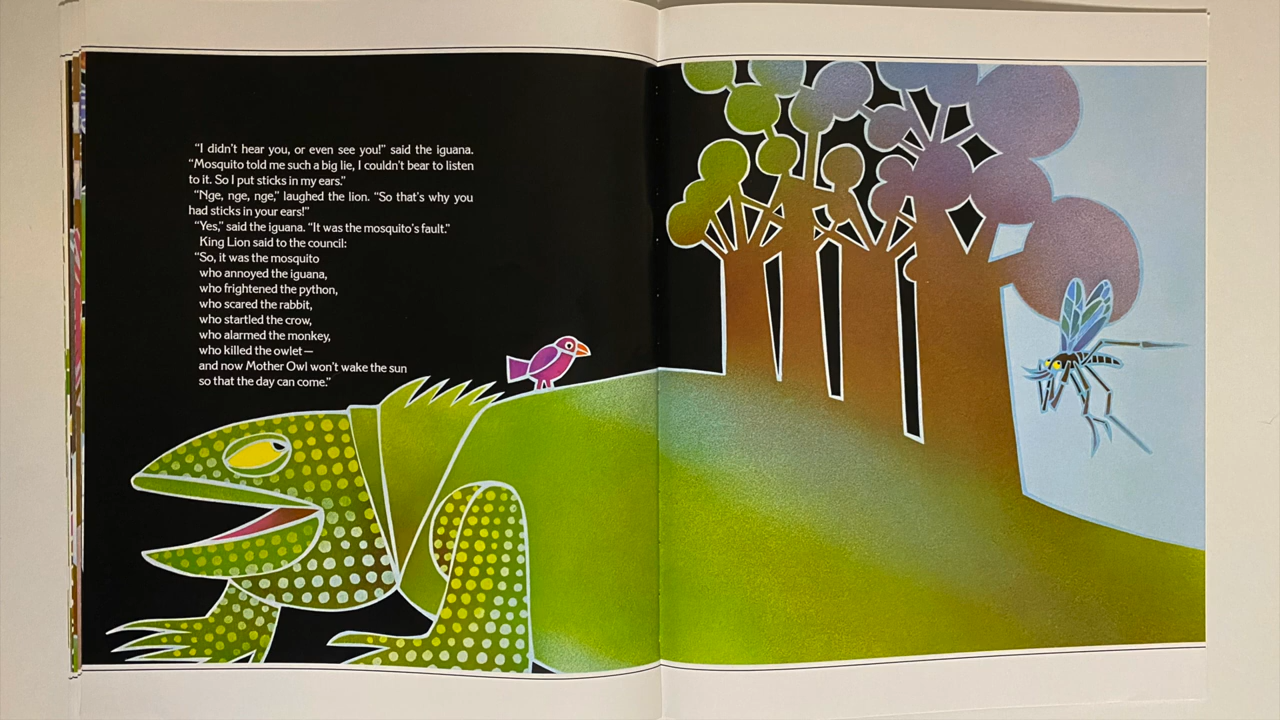 “I didn't hear you, or even see you!” said the iguana.
“Mosquito told me such a big lie, I couldn't bear to listen
to it. So I put sticks in my ears.”
“Nge, nge, nge,” laughed the lion. “So that's why you
had sticks in your ears!”
“Yes,” said the iguana. “It was the mosquito's fault.”
King Lion said to the council:
“So, it was the mosquito
who annoyed the iguana,
who frightened the python,
who scared the rabbit,
who startled the crow,
who alarmed the monkey,
who killed the owlet—
and now Mother Owl won't wake the sun
so that the day can come.”